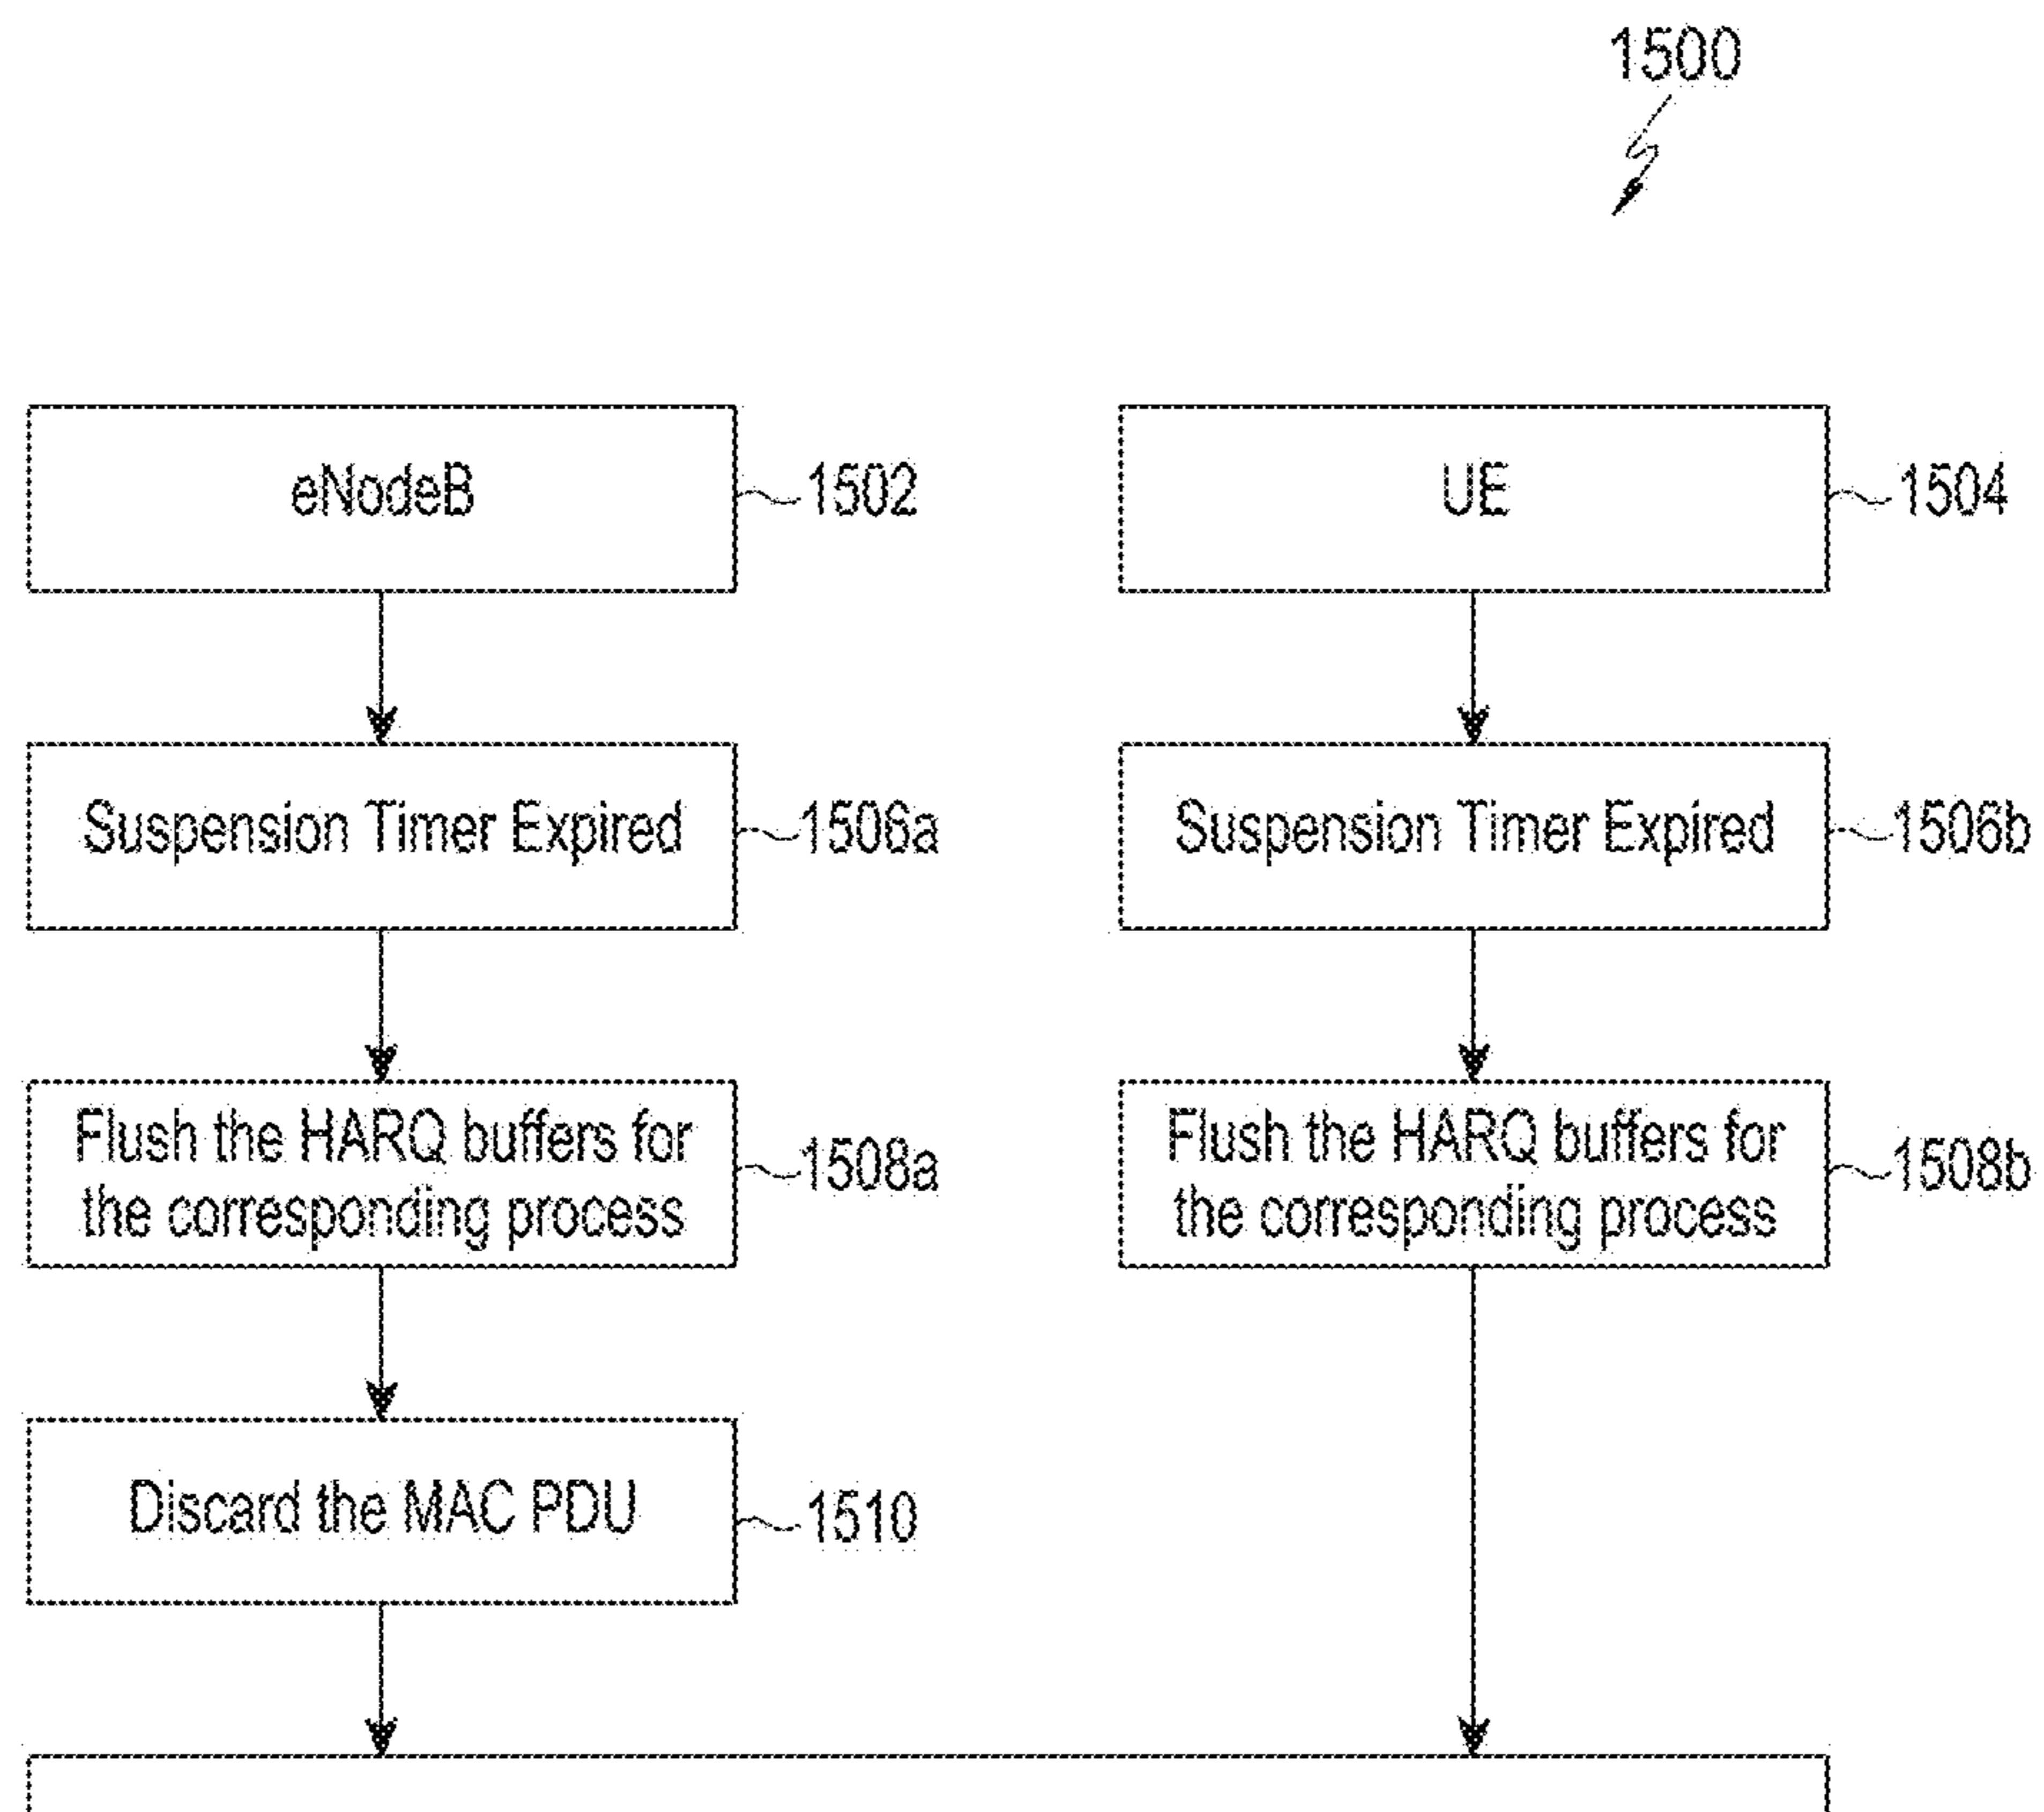 1500
eNodeB
1502
UE
1504
Suspension Timer Expired
1506a
Suspension Timer Expired
1506b
Flush the HARQ buffers for
the corresponding process
1508a
Flush the HARQ buffers for
the corresponding process
1508b
Discard the MAC PDU
1510